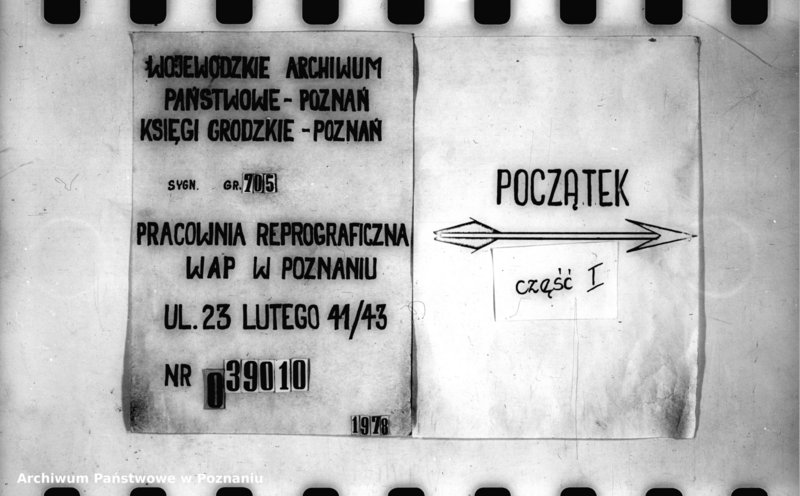 WOJEWÓDZKIE ARCHIWUM
PAŃSTWOWE - POZNAŃ
KSIĘGI GRODZKIE - POZNAŃ
SYGN. GR. 705
PRACOWNIA REPROGRAFICZNA
WAP W POZNANIU
UL. 23 LUTEGO 41/43
NR 039010
1978
POCZĄTEK
część I
Archiwum Państwowe w Poznaniu